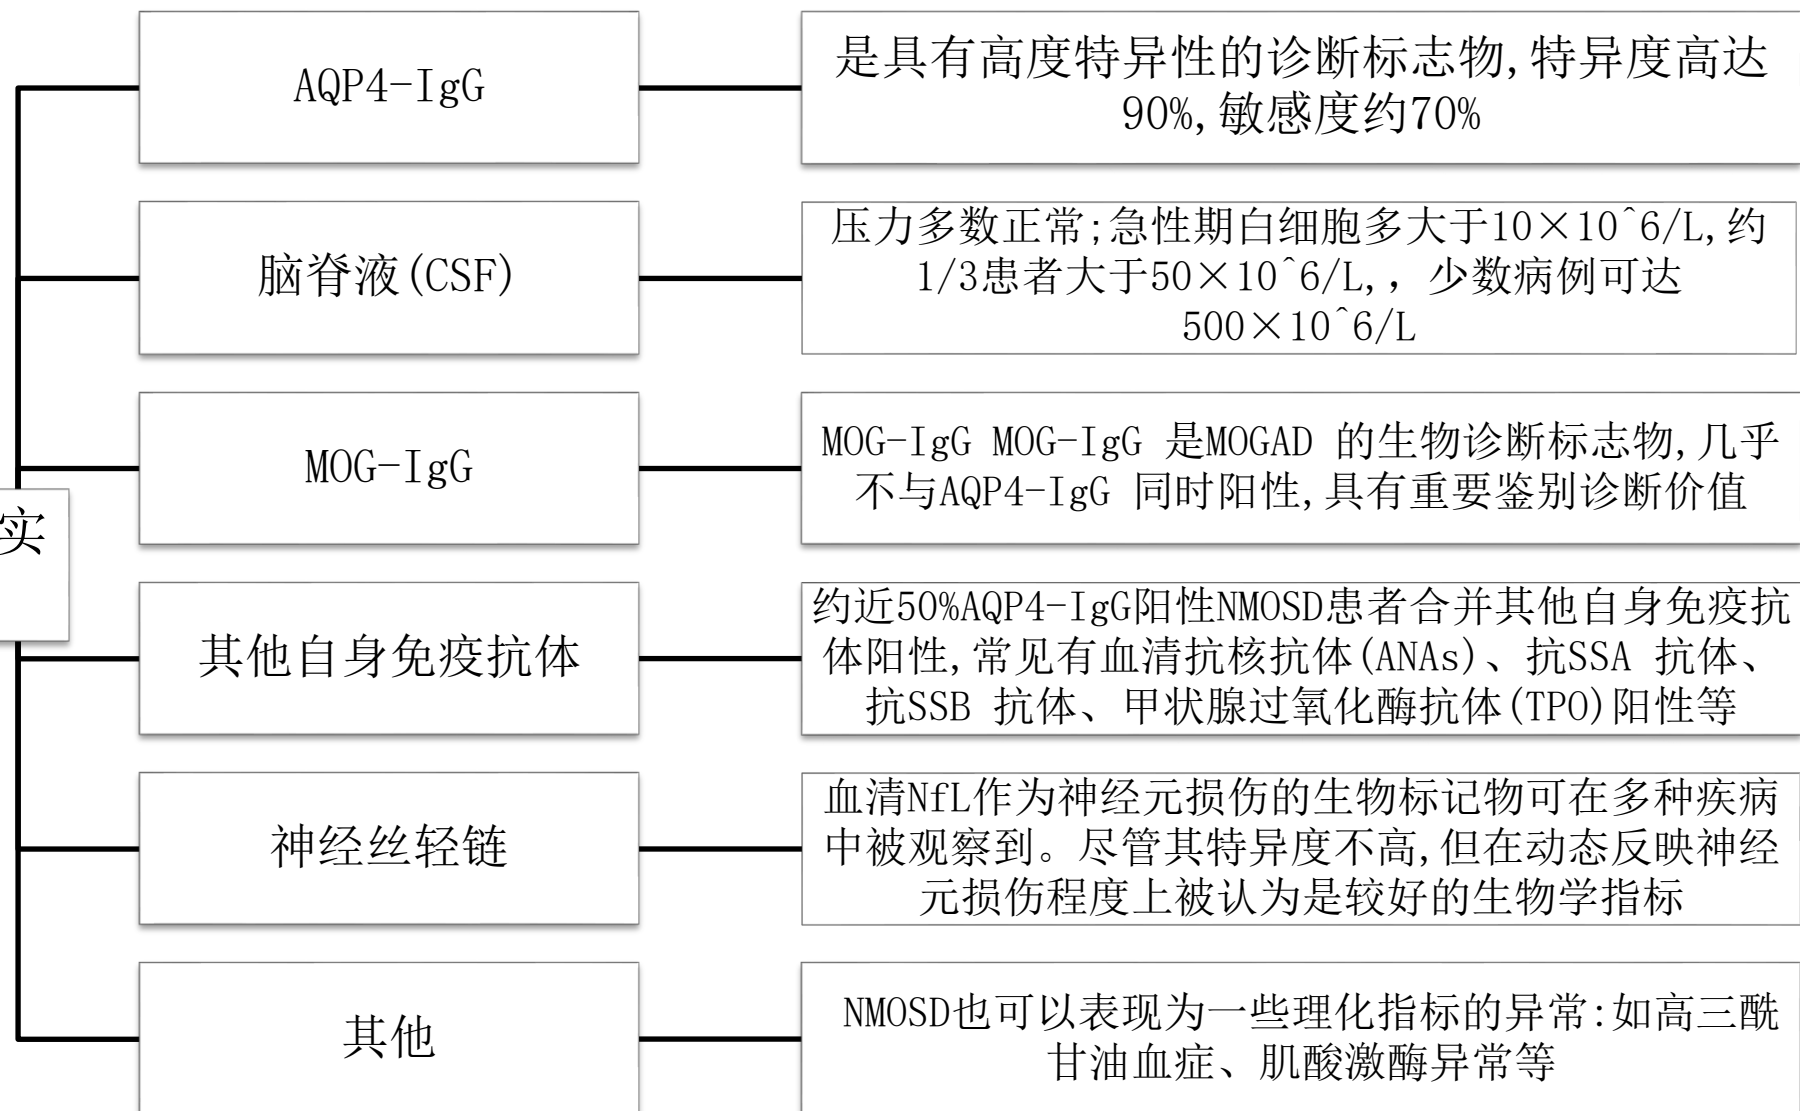 AQP4-IgG
是具有高度特异性的诊断标志物,特异度高达
90%,敏感度约70%
脑脊液(CSF)
压力多数正常;急性期白细胞多大于10×10^6/L,约
1/3患者大于50×10^6/L,，少数病例可达
500×10^6/L
MOG-IgG
MOG-IgG MOG-IgG 是MOGAD 的生物诊断标志物,几乎
不与AQP4-IgG 同时阳性,具有重要鉴别诊断价值
实
其他自身免疫抗体
约近50%AQP4-IgG阳性NMOSD患者合并其他自身免疫抗
体阳性,常见有血清抗核抗体(ANAs)、抗SSA 抗体、
抗SSB 抗体、甲状腺过氧化酶抗体(TPO)阳性等
神经丝轻链
血清NfL作为神经元损伤的生物标记物可在多种疾病
中被观察到。尽管其特异度不高,但在动态反映神经
元损伤程度上被认为是较好的生物学指标
其他
NMOSD也可以表现为一些理化指标的异常:如高三酰
甘油血症、肌酸激酶异常等